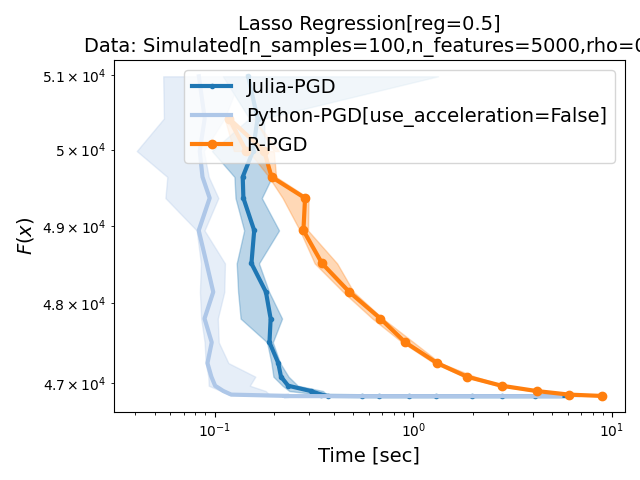 Lasso Regression[reg=0.5]
Data: Simulated[n_samples=100,n_features=5000,rho=0
Julia-PGD
Python-PGD[use_acceleration=False]
R-PGD
5.1 × 10⁴
5 × 10⁴
4.9 × 10⁴
4.8 × 10⁴
4.7 × 10⁴
F(x)
10⁻¹ 10⁰ 10¹
Time [sec]